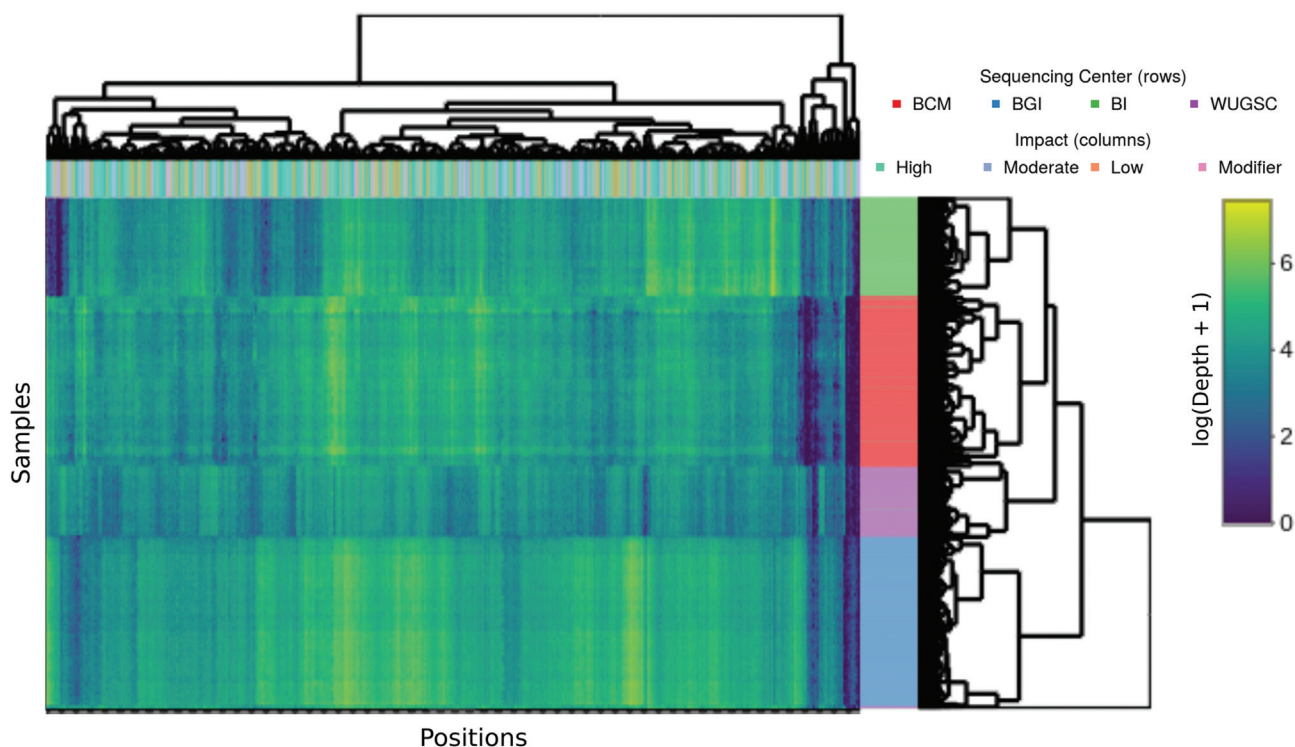 Sequencing Center (rows)
BCM BGI BI WUGSC
Impact (columns)
High Moderate Low Modifier
Samples
log(Depth + 1)
6
4
2
0
Positions